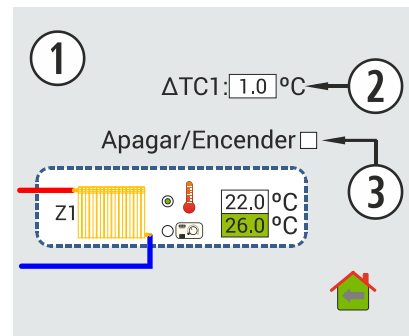 1
ΔTC1: 1.0 ºC
2
Apagar/Encender
3
Z1
22.0 ºC
26.0 ºC